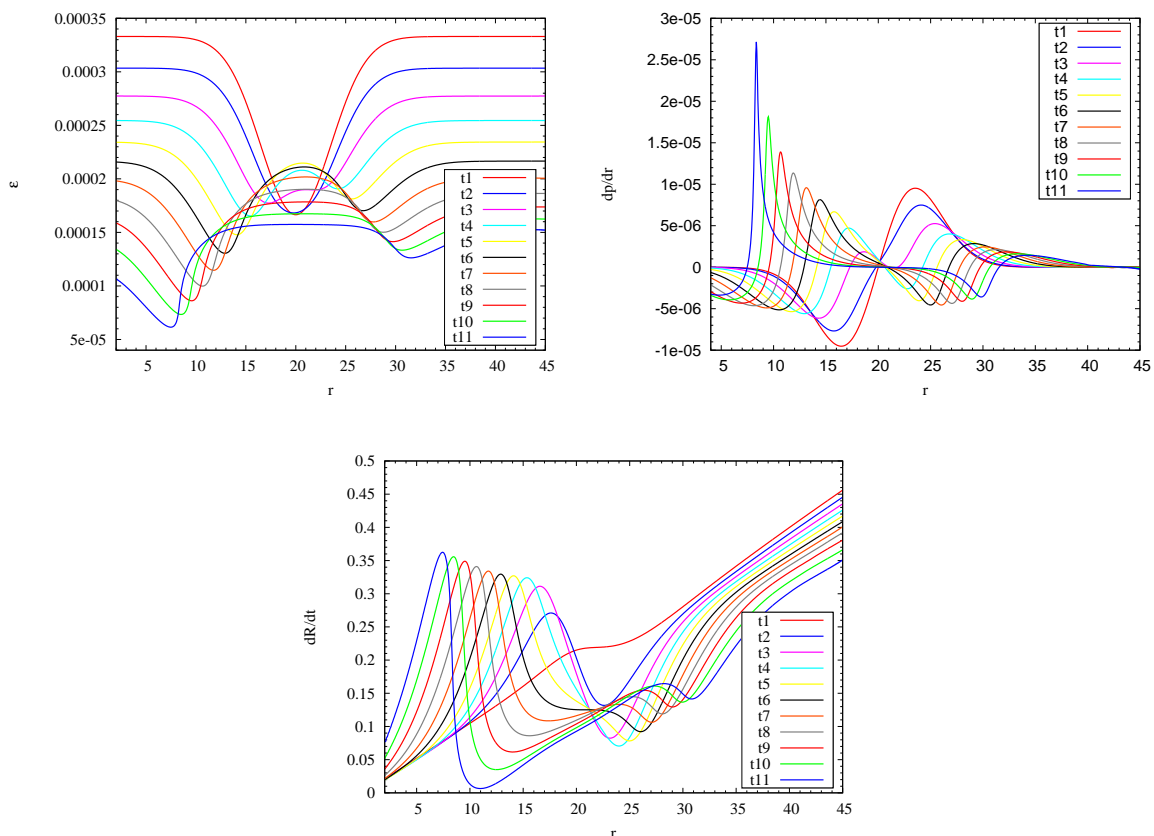 0.00035
0.0003
0.00025
0.0002
0.00015
0.0001
5e-05
ε
5 10 15 20 25 30 35 40 45
r
t1
t2
t3
t4
t5
t6
t7
t8
t9
t10
t11
3e-05
2.5e-05
2e-05
1.5e-05
1e-05
5e-06
0
-5e-06
-1e-05
dp/dr
5 10 15 20 25 30 35 40 45
r
t1
t2
t3
t4
t5
t6
t7
t8
t9
t10
t11
0.5
0.45
0.4
0.35
0.3
0.25
0.2
0.15
0.1
0.05
0
dR/dt
5 10 15 20 25 30 35 40 45
r
t1
t2
t3
t4
t5
t6
t7
t8
t9
t10
t11